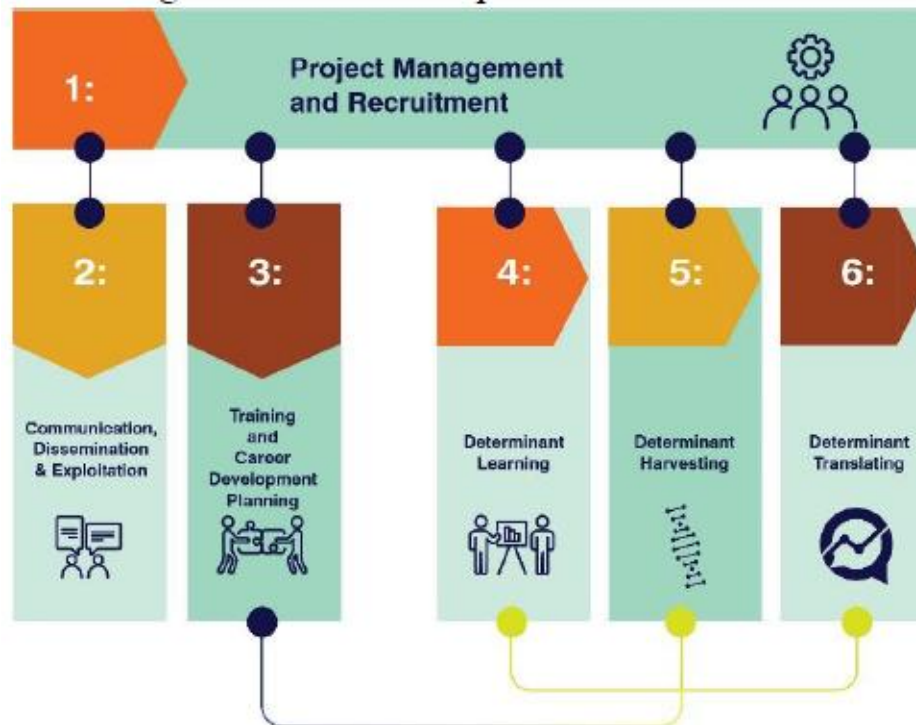 1:
Project Management
and Recruitment
2:
Communication,
Dissemination
& Exploitation
3:
Training
and
Career
Development
Planning
4:
Determinant
Learning
5:
Determinant
Harvesting
6:
Determinant
Translating